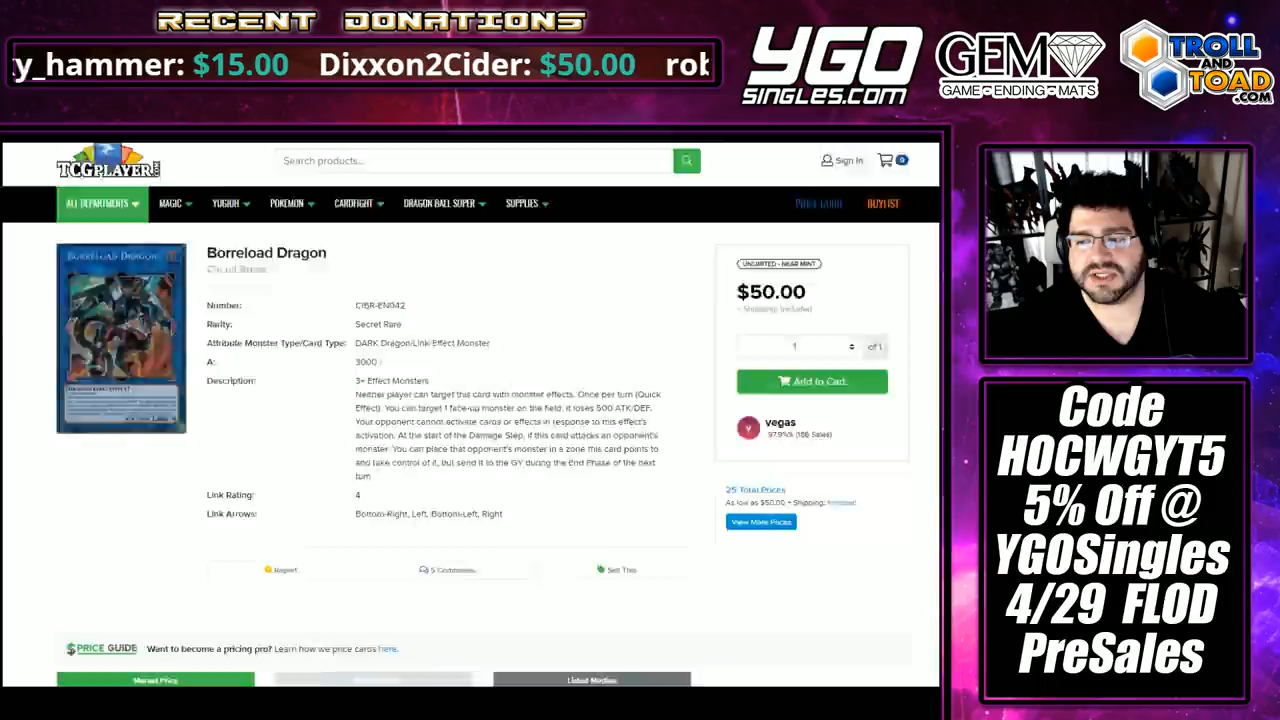 RECENT DONATIONS
y_hammer: $15.00 Dixxon2Cider: $50.00 rob
YGO
SINGLES.COM
GEM
GAME-ENDING-MATS
TROLL
AND
TOAD
.COM
TCGPLAYER
Search products...
Sign In
0
ALL DEPARTMENTS
MAGIC
YUGIOH
POKEMON
CARDFIGHT
DRAGON BALL SUPER
SUPPLIES
PRICE GUIDE
BUYLIST
BORRELOAD DRAGON
Borreload Dragon
UNLIMITED - NEAR MINT
Number:
Rarity: Secret Rare
Attribute Monster Type/Card Type: DARK Dragon/Link/Effect Monster
A: 3000
Description: 3+ Effect Monsters
Neither player can target this card with monster effects. Once per turn (Quick
Effect): You can target 1 face-up monster on the field; it loses 500 ATK/DEF.
Your opponent cannot activate cards or effects in response to this effect's
activation. At the start of the Damage Step, if this card attacks an opponent's
monster: You can place that opponent's monster in a zone this card points to
and take control of it, but send it to the GY during the End Phase of the next
turn.
Link Rating: 4
Link Arrows: Bottom-Right, Left, Bottom-Left, Right
$50.00
+ Shipping: Included
1
of 1
Add to Cart
V
vegas
25 Total Prices
As low as $50.00 + Shipping: Included
View More Prices
Report
5 Comments
Sell This
$PRICE GUIDE Want to become a pricing pro? Learn how we price cards here.
Market Price
Listed Median
Code
HOCWGYT5
5% Off @
YGOSingles
4/29 FLOD
PreSales